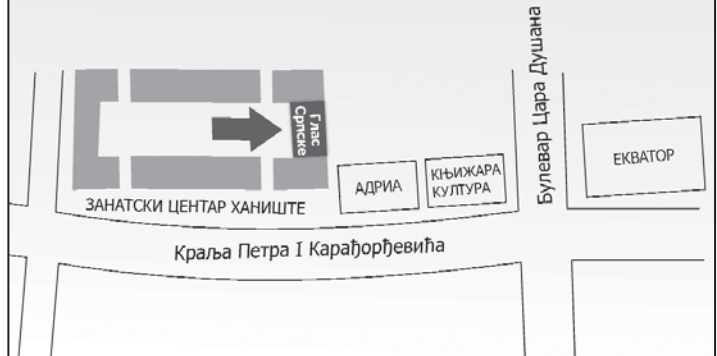 Булевар Цара Душана
Глас
Српске
АДРИА
КЊИЖАРА
КУЛТУРА
ЕКВАТОР
ЗАНАТСКИ ЦЕНТАР ХАНИШТЕ
Краља Петра I Карађорђевића